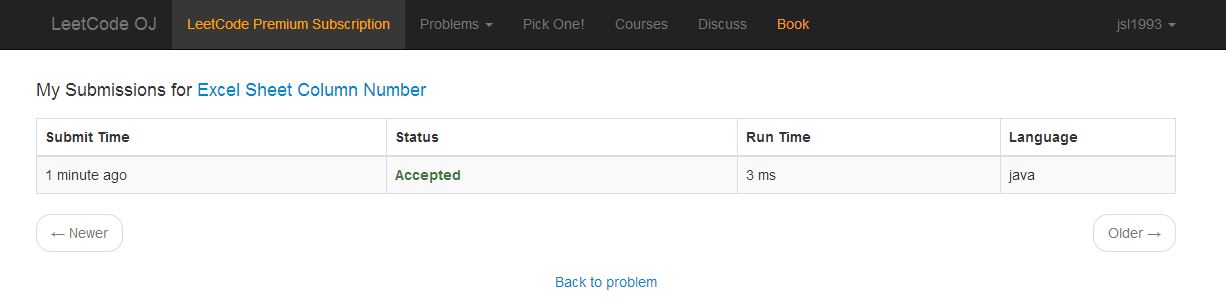 LeetCode OJ LeetCode Premium Subscription Problems Pick One! Courses Discuss Book jsl1993
My Submissions for Excel Sheet Column Number
Submit Time Status Run Time Language
1 minute ago Accepted 3 ms java
← Newer Older →
Back to problem